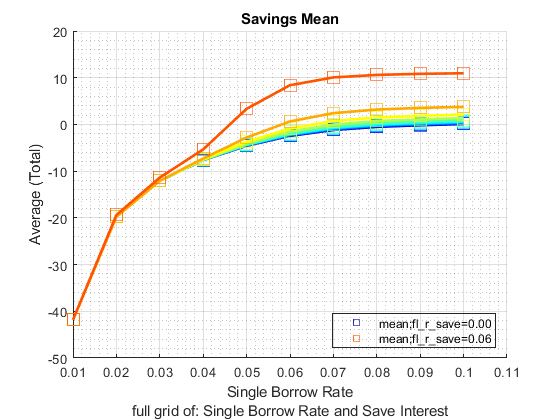 Savings Mean
20
10
0
-10
-20
-30
-40
-50
Average (Total)
0.01 0.02 0.03 0.04 0.05 0.06 0.07 0.08 0.09 0.1 0.11
mean;fl_r_save=0.00
mean;fl_r_save=0.06
Single Borrow Rate
full grid of: Single Borrow Rate and Save Interest